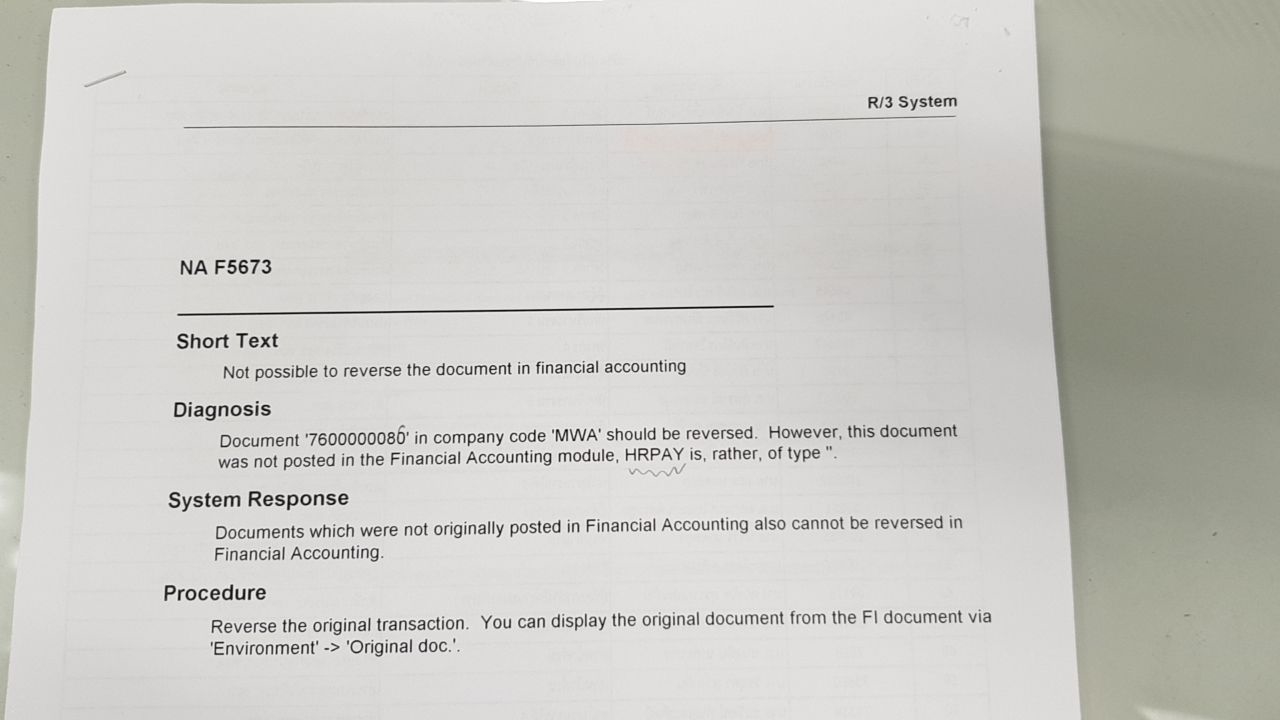 R/3 System
NA F5673
Short Text
Not possible to reverse the document in financial accounting
Diagnosis
Document '7600000086' in company code 'MWA' should be reversed. However, this document
was not posted in the Financial Accounting module, HRPAY is, rather, of type ''.
System Response
Documents which were not originally posted in Financial Accounting also cannot be reversed in
Financial Accounting.
Procedure
Reverse the original transaction. You can display the original document from the FI document via
'Environment' -> 'Original doc.'.